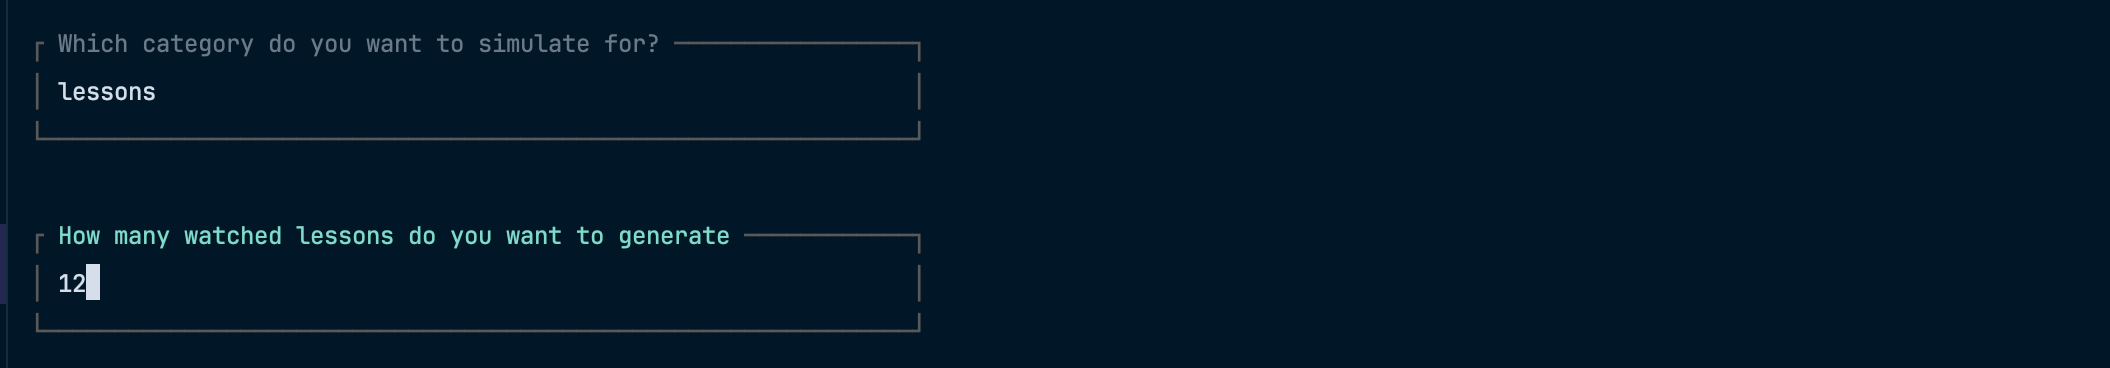 Which category do you want to simulate for?
lessons
How many watched lessons do you want to generate
12